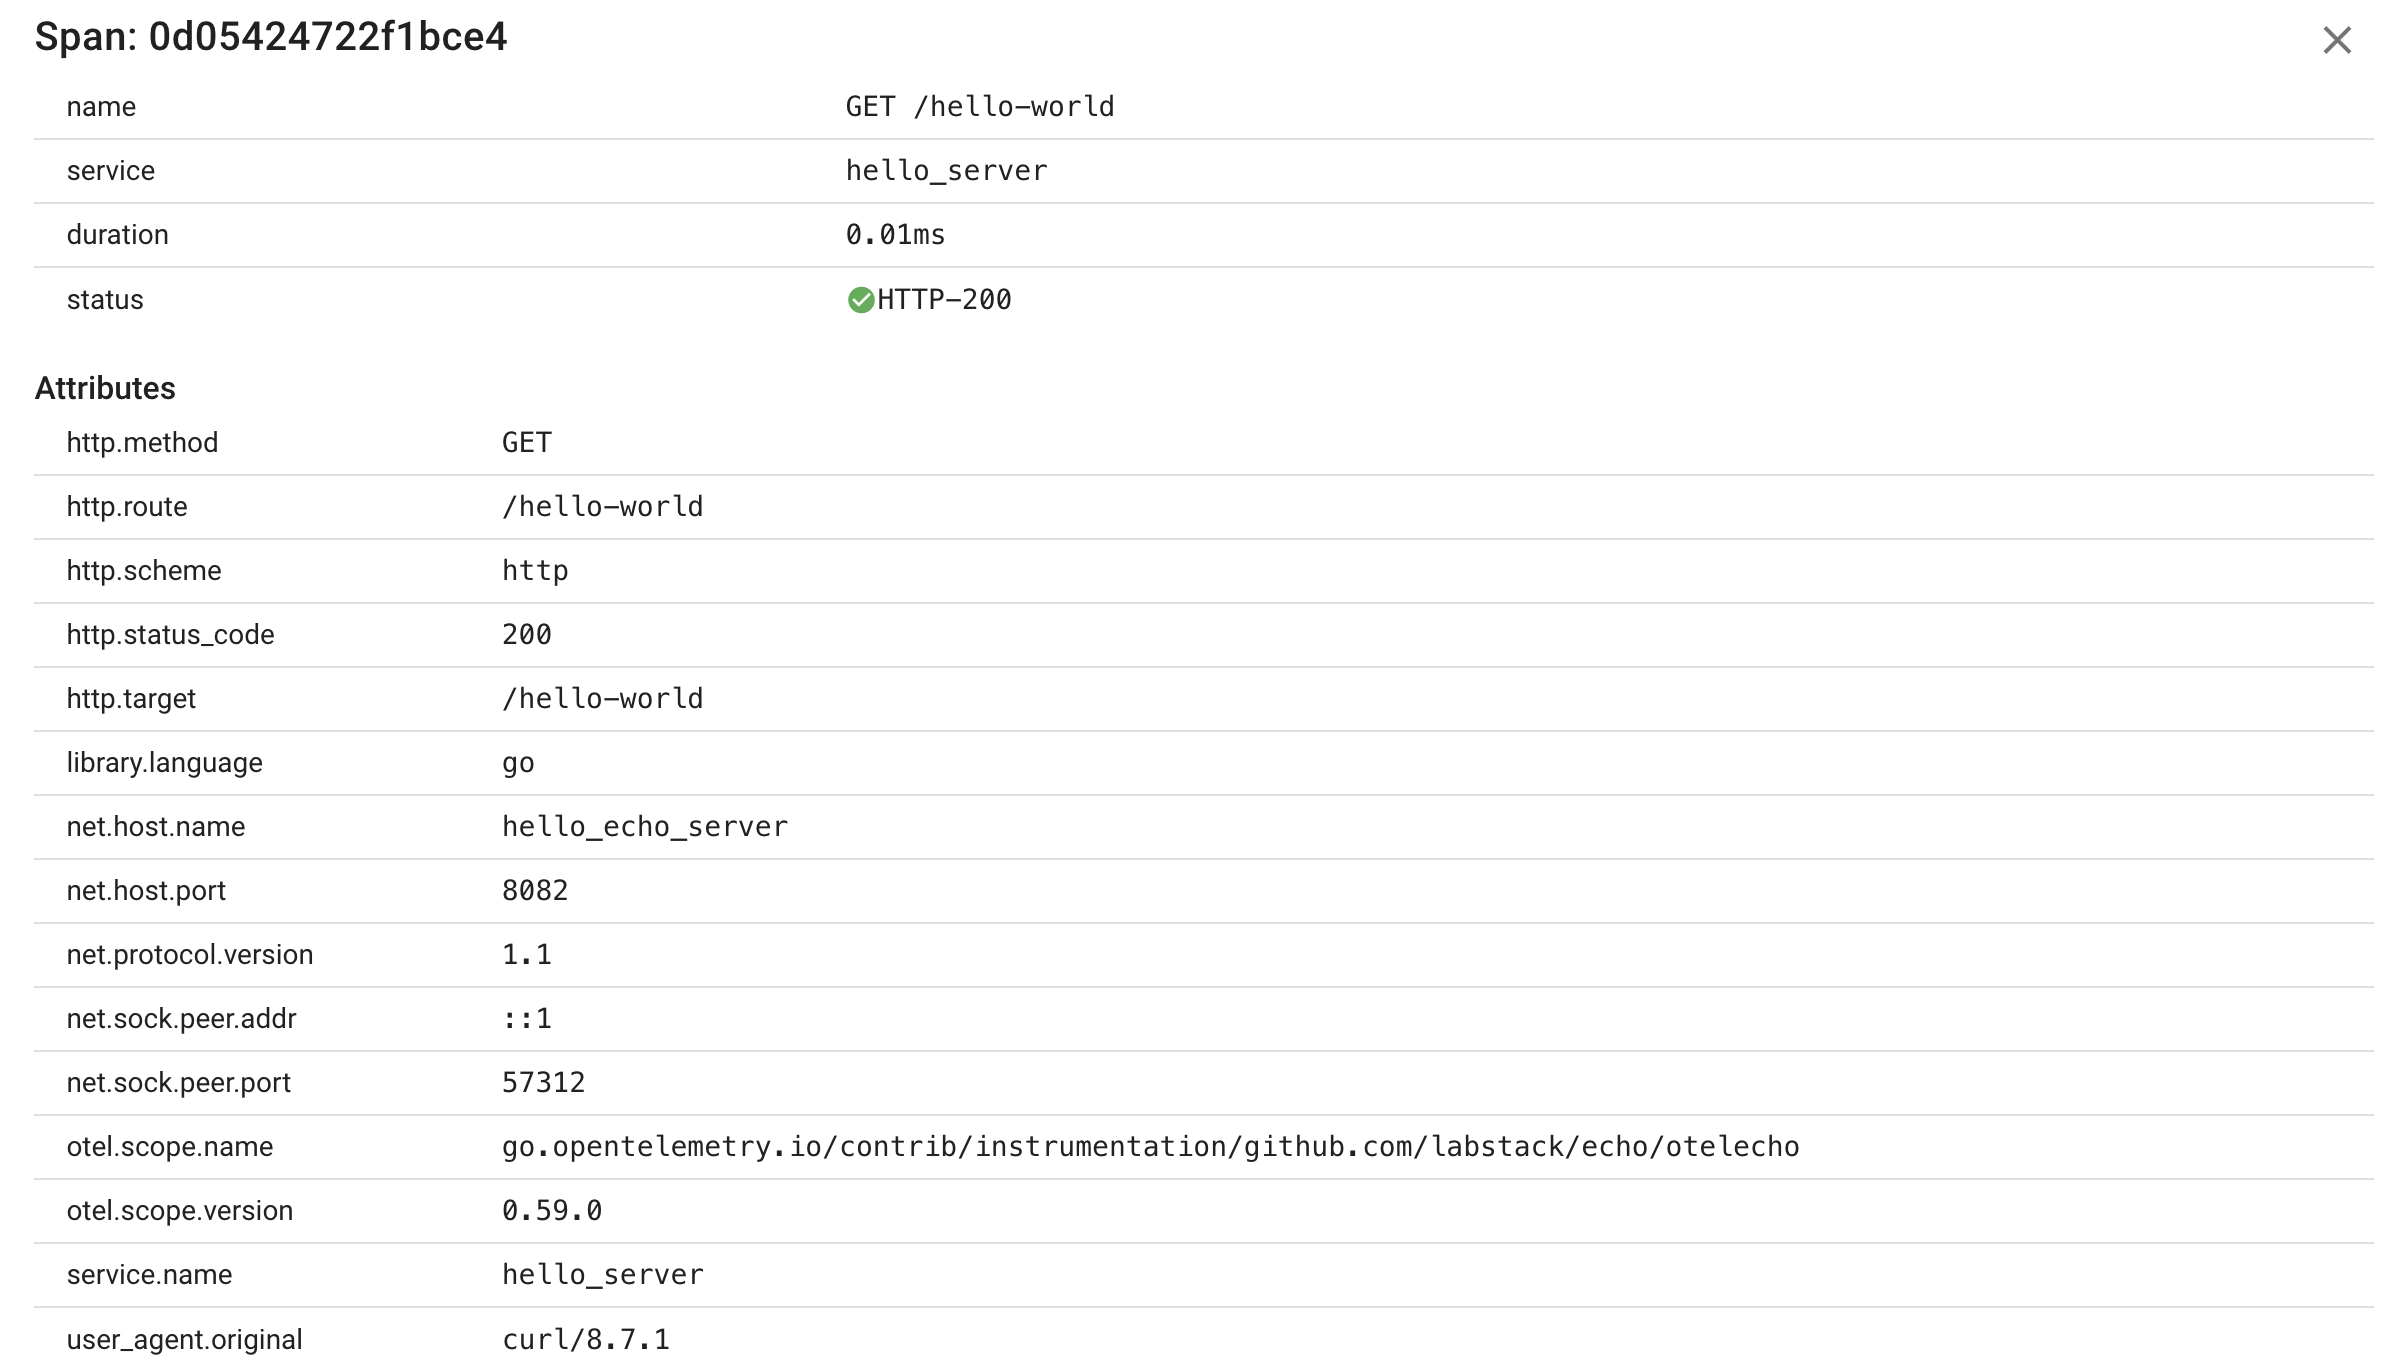 Span: 0d05424722f1bce4
name GET /hello-world
service hello_server
duration 0.01ms
status HTTP-200
Attributes
http.method GET
http.route /hello-world
http.scheme http
http.status_code 200
http.target /hello-world
library.language go
net.host.name hello_echo_server
net.host.port 8082
net.protocol.version 1.1
net.sock.peer.addr ::1
net.sock.peer.port 57312
otel.scope.name go.opentelemetry.io/contrib/instrumentation/github.com/labstack/echo/otelecho
otel.scope.version 0.59.0
service.name hello_server
user_agent.original curl/8.7.1